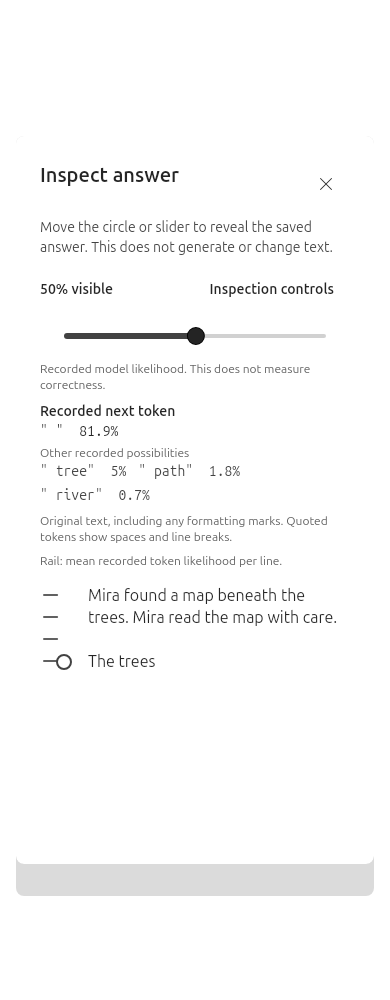 Inspect answer
Move the circle or slider to reveal the saved
answer. This does not generate or change text.
50% visible Inspection controls
Recorded model likelihood. This does not measure
correctness.
Recorded next token
" " 81.9%
Other recorded possibilities
" tree" 5% " path" 1.8%
" river" 0.7%
Original text, including any formatting marks. Quoted
tokens show spaces and line breaks.
Rail: mean recorded token likelihood per line.
Mira found a map beneath the
trees. Mira read the map with care.
The trees